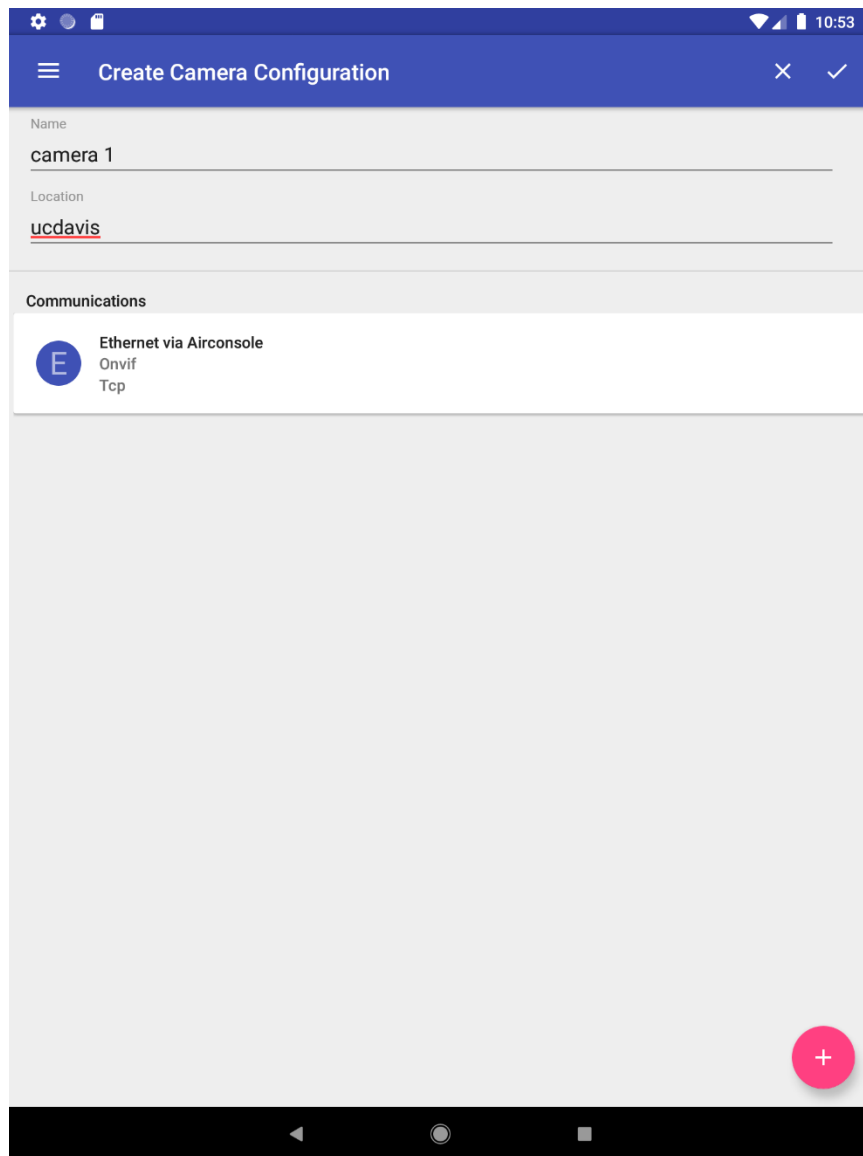 10:53
Create Camera Configuration
Name
camera 1
Location
ucdavis
Communications
E
Ethernet via Airconsole
Onvif
Tcp